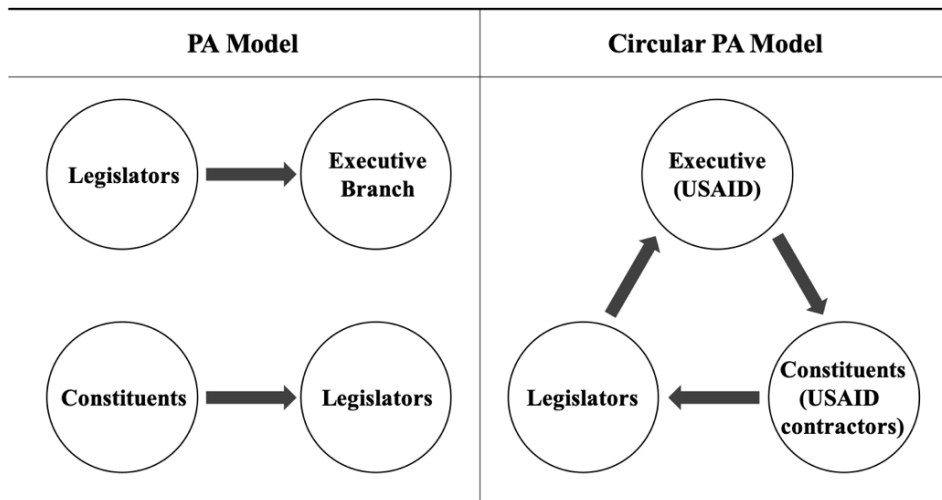 PA Model
Legislators
Executive
Branch
Constituents
Legislators
Circular PA Model
Executive
(USAID)
Legislators
Constituents
(USAID
contractors)